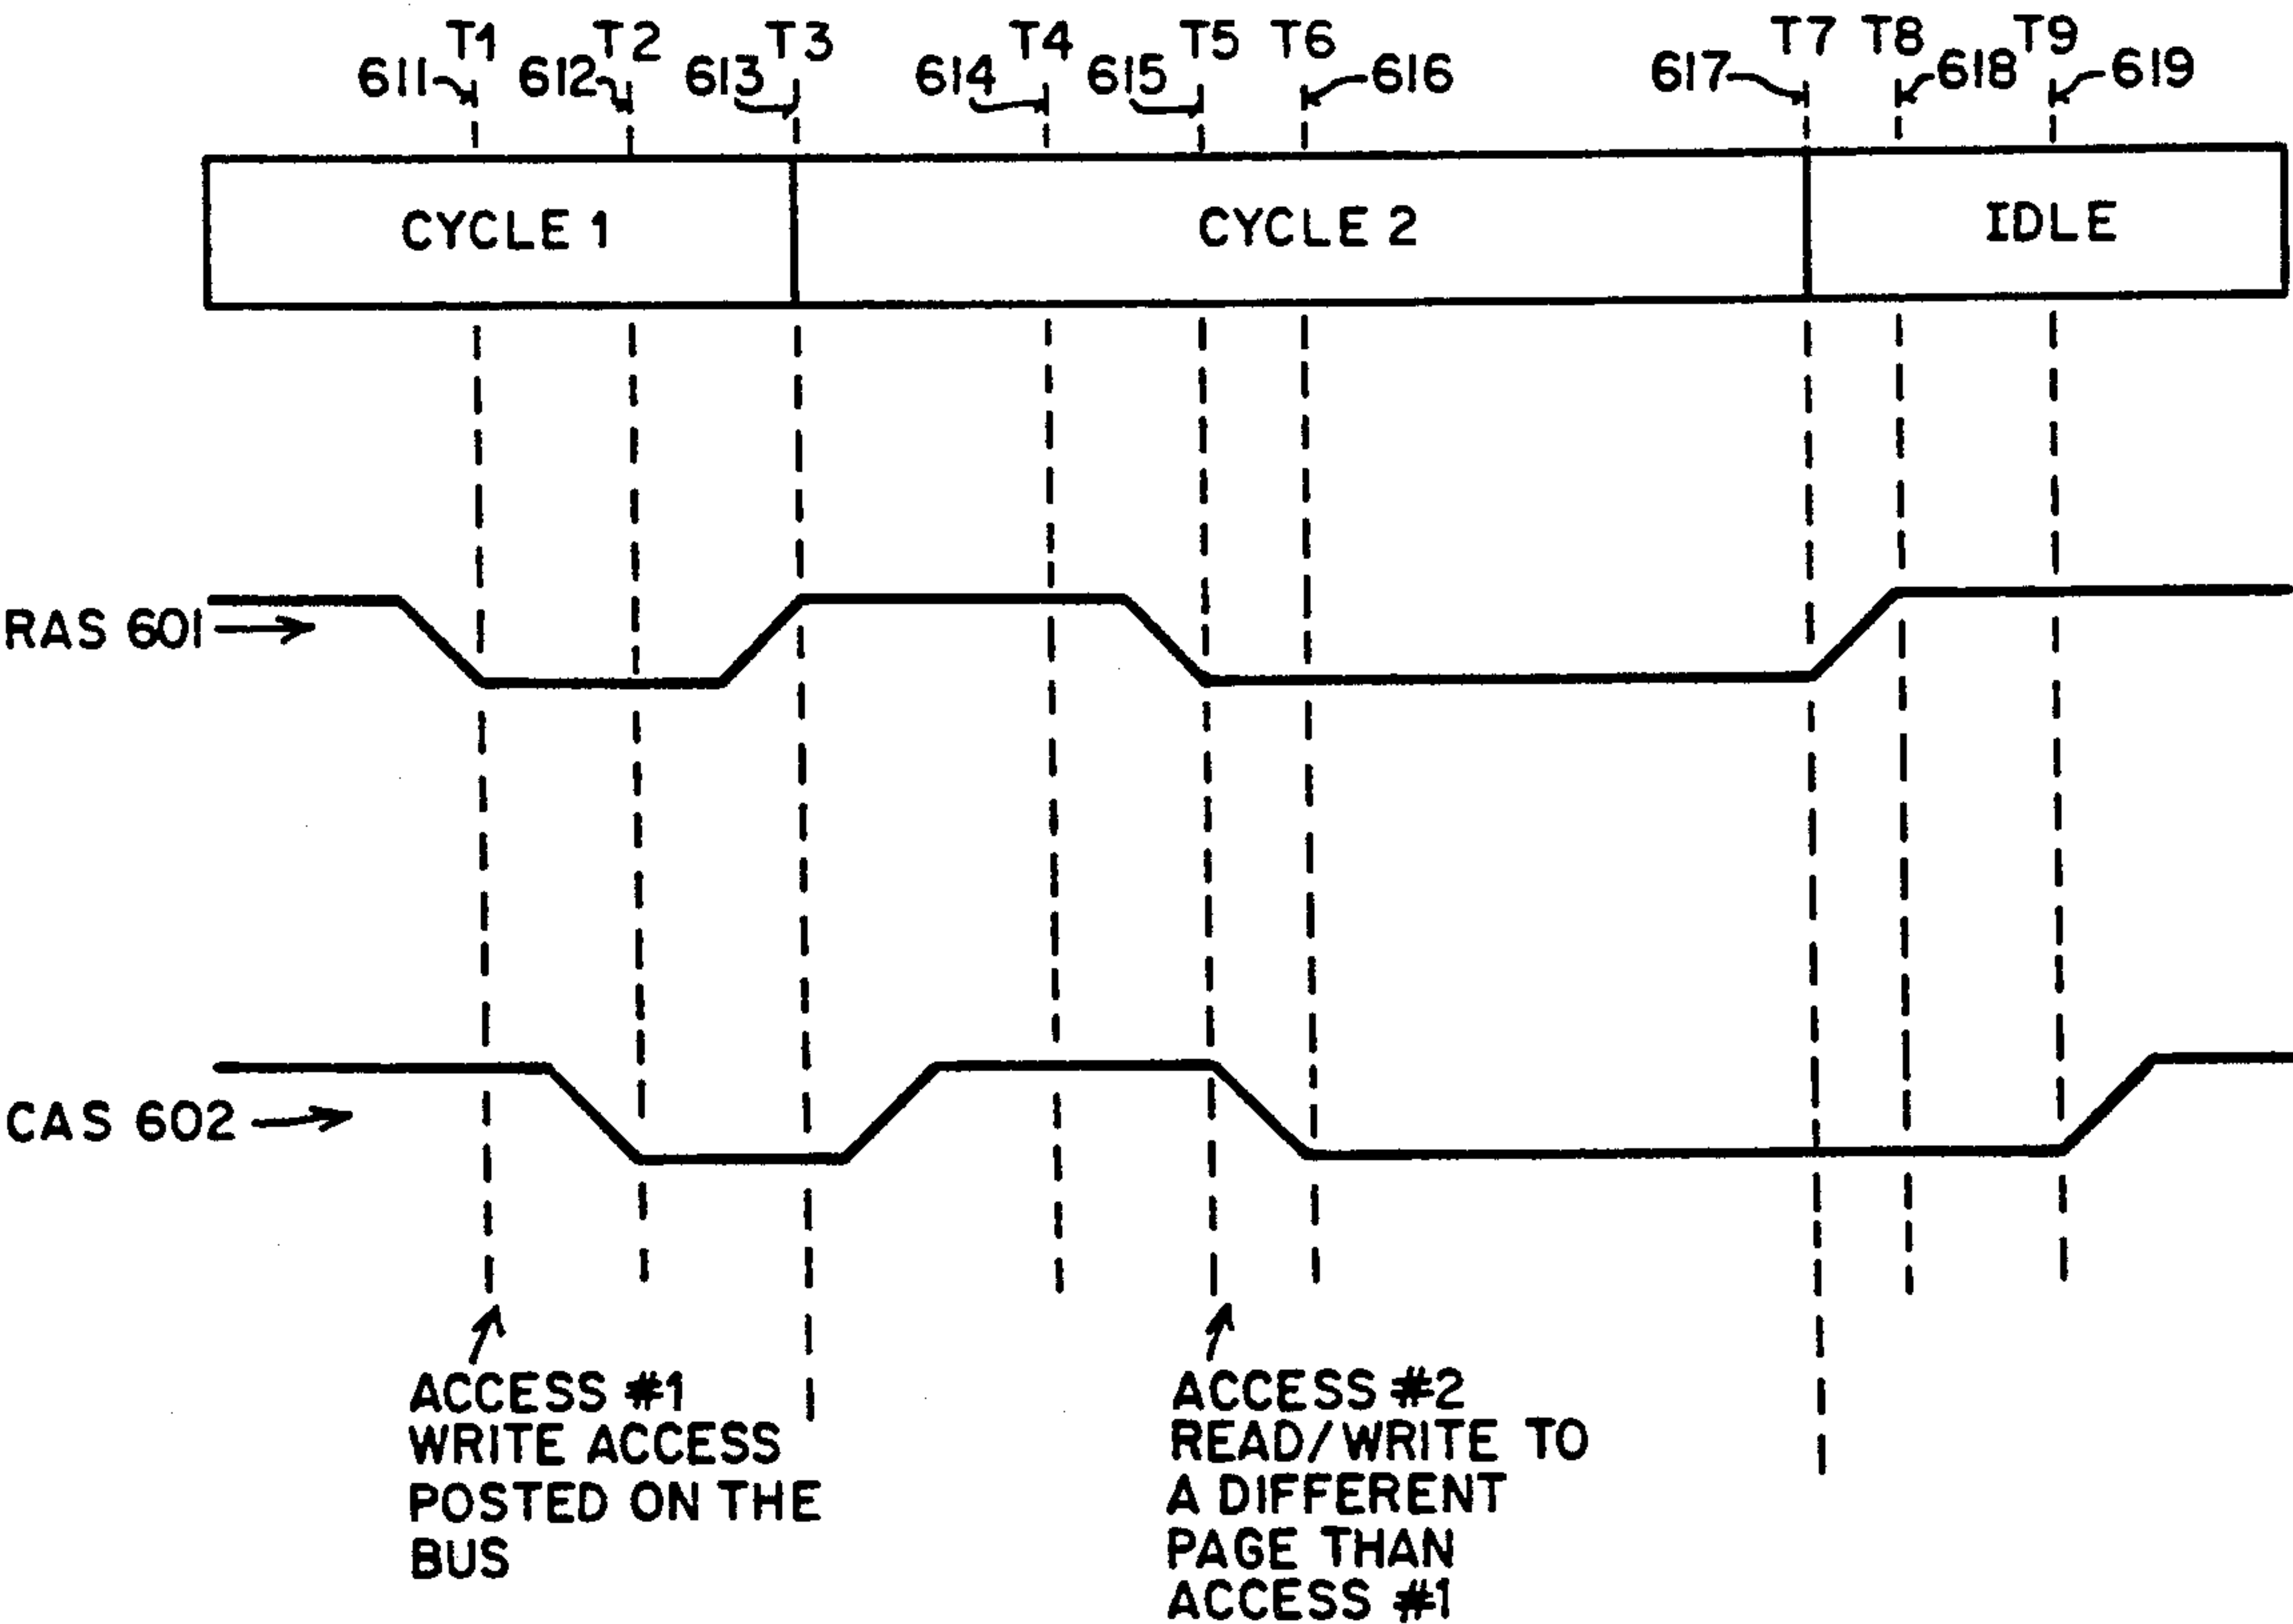 T1 T2 T3 T4 T5 T6 T7 T8 T9
611 612 613 614 615 616 617 618 619
CYCLE 1 CYCLE 2 IDLE
RAS 601
CAS 602
ACCESS #1
WRITE ACCESS
POSTED ON THE
BUS
ACCESS #2
READ/WRITE TO
A DIFFERENT
PAGE THAN
ACCESS #1